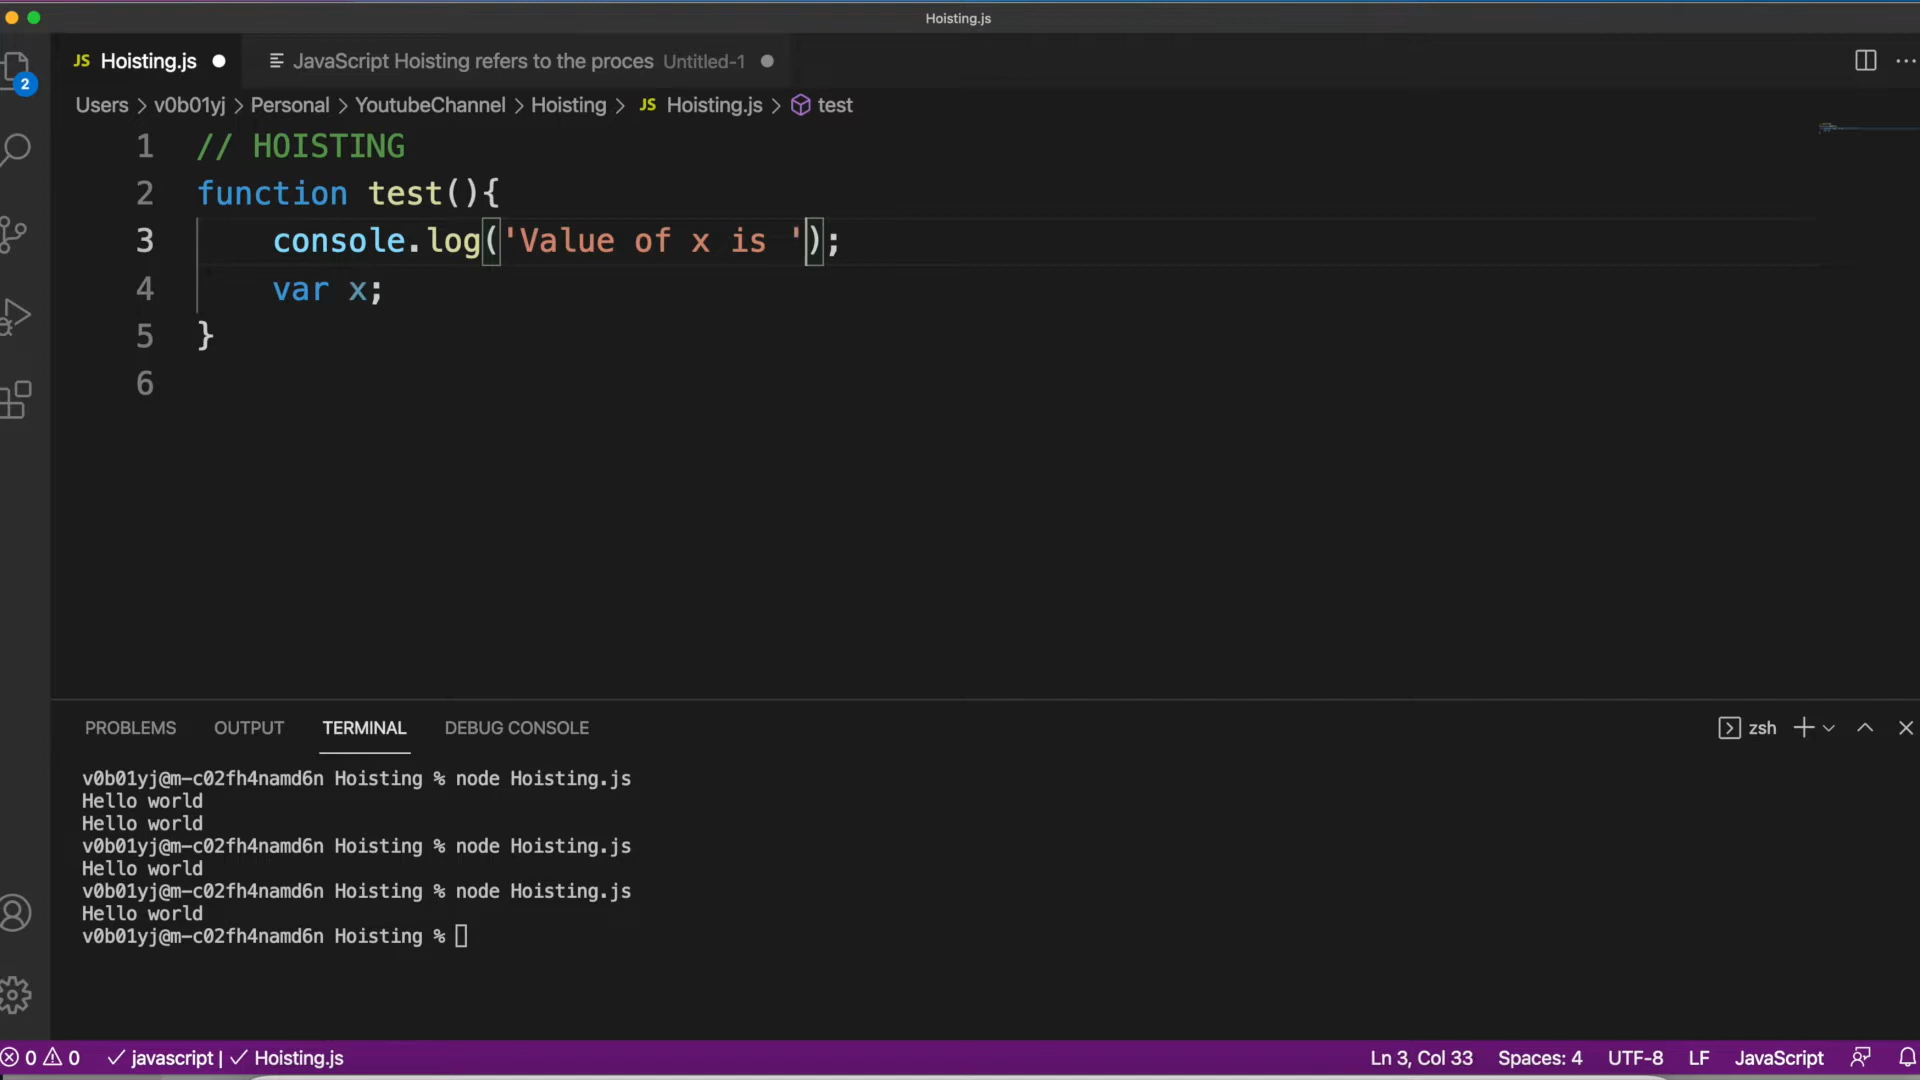 Hoisting.js
JS Hoisting.js
JavaScript Hoisting refers to the proces Untitled-1
2
Users > v0b01yj > Personal > YoutubeChannel > Hoisting > JS Hoisting.js > test
1 // HOISTING
2 function test(){
3 console.log('Value of x is ');
4 var x;
5 }
6
PROBLEMS OUTPUT TERMINAL DEBUG CONSOLE
zsh
v0b01yj@m-c02fh4namd6n Hoisting % node Hoisting.js
Hello world
Hello world
v0b01yj@m-c02fh4namd6n Hoisting % node Hoisting.js
Hello world
v0b01yj@m-c02fh4namd6n Hoisting % node Hoisting.js
Hello world
v0b01yj@m-c02fh4namd6n Hoisting %
0 0 javascript | Hoisting.js
Ln 3, Col 33 Spaces: 4 UTF-8 LF JavaScript